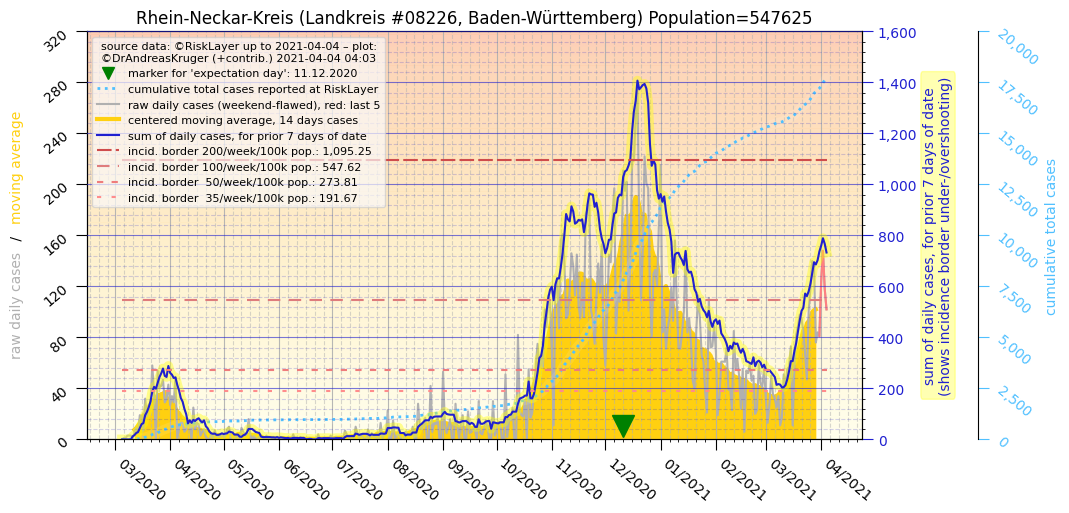 Rhein-Neckar-Kreis (Landkreis #08226, Baden-Württemberg) Population=547625
source data: ©RiskLayer up to 2021-04-04 – plot:
©DrAndreasKruger (+contrib.) 2021-04-04 04:03
marker for 'expectation day': 11.12.2020
cumulative total cases reported at RiskLayer
raw daily cases (weekend-flawed), red: last 5
centered moving average, 14 days cases
sum of daily cases, for prior 7 days of date
incid. border 200/week/100k pop.: 1,095.25
incid. border 100/week/100k pop.: 547.62
incid. border  50/week/100k pop.: 273.81
incid. border  35/week/100k pop.: 191.67
raw daily cases / moving average
320
280
240
200
160
120
80
40
0
1,600
1,400
1,200
1,000
800
600
400
200
0
sum of daily cases, for prior 7 days of date
(shows incidence border under-/overshooting)
20,000
17,500
15,000
12,500
10,000
7,500
5,000
2,500
0
cumulative total cases
03/2020
04/2020
05/2020
06/2020
07/2020
08/2020
09/2020
10/2020
11/2020
12/2020
01/2021
02/2021
03/2021
04/2021